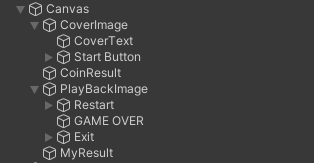 Canvas
CoverImage
CoverText
Start Button
CoinResult
PlayBackImage
Restart
GAME OVER
Exit
MyResult